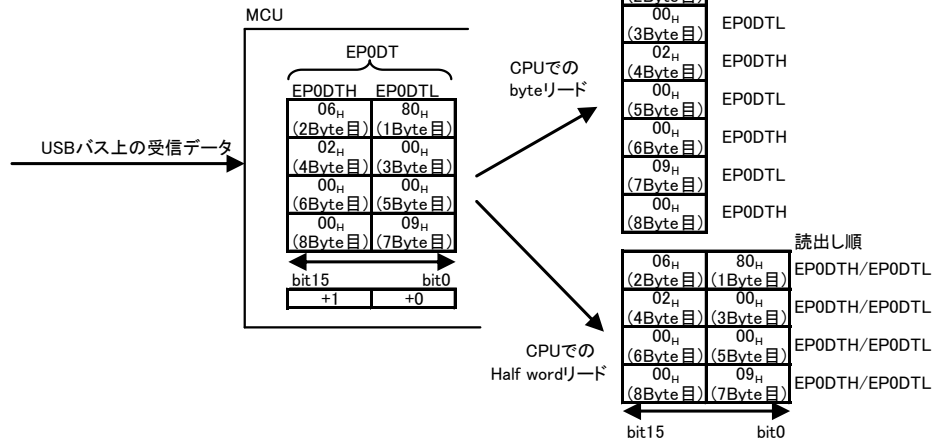 MCU
EP0DT
EP0DTH EP0DTL
06H 80H
(2Byte目) (1Byte目)
02H 00H
(4Byte目) (3Byte目)
00H 00H
(6Byte目) (5Byte目)
00H 09H
(8Byte目) (7Byte目)
bit15 bit0
+1 +0
USBバス上の受信データ
CPUでの
byteリード
00H
(3Byte目) EP0DTL
02H
(4Byte目) EP0DTH
00H
(5Byte目) EP0DTL
00H
(6Byte目) EP0DTH
09H
(7Byte目) EP0DTL
00H
(8Byte目) EP0DTH
CPUでの
Half wordリード
読出し順
06H 80H
(2Byte目) (1Byte目) EP0DTH/EP0DTL
02H 00H
(4Byte目) (3Byte目) EP0DTH/EP0DTL
00H 00H
(6Byte目) (5Byte目) EP0DTH/EP0DTL
00H 09H
(8Byte目) (7Byte目) EP0DTH/EP0DTL
bit15 bit0